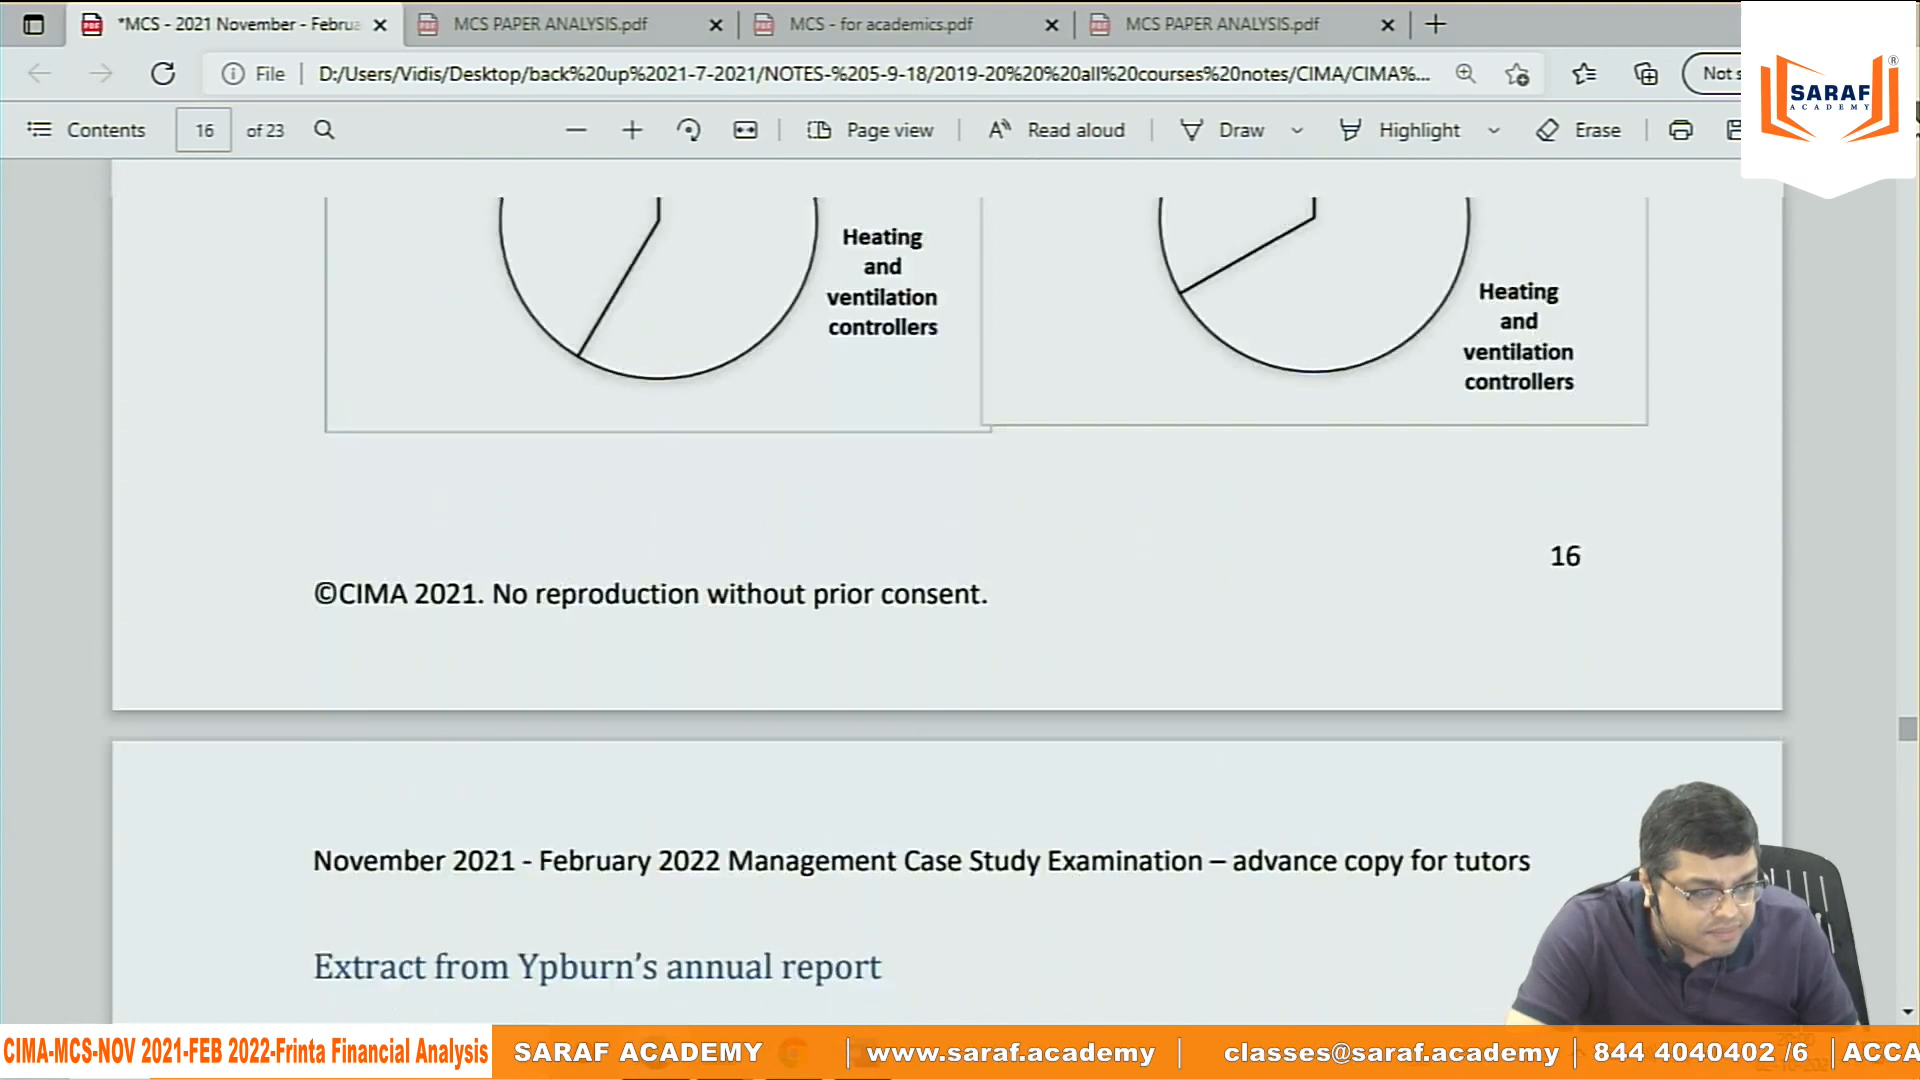 *MCS - 2021 November - Februa
MCS PAPER ANALYSIS.pdf
MCS - for academics.pdf
MCS PAPER ANALYSIS.pdf
File
D:/Users/Vidis/Desktop/back%20up%2021-7-2021/NOTES-%205-9-18/2019-20%20%20all%20courses%20notes/CIMA/CIMA%...
Not s
SARAF
ACADEMY
Contents
16
of 23
Page view
Read aloud
Draw
Highlight
Erase
Heating
and
ventilation
controllers
Heating
and
ventilation
controllers
16
©CIMA 2021. No reproduction without prior consent.
November 2021 - February 2022 Management Case Study Examination – advance copy for tutors
Extract from Ypburn's annual report
CIMA-MCS-NOV 2021-FEB 2022-Frinta Financial Analysis
SARAF ACADEMY | www.saraf.academy | classes@saraf.academy | 844 4040402 /6 | ACCA